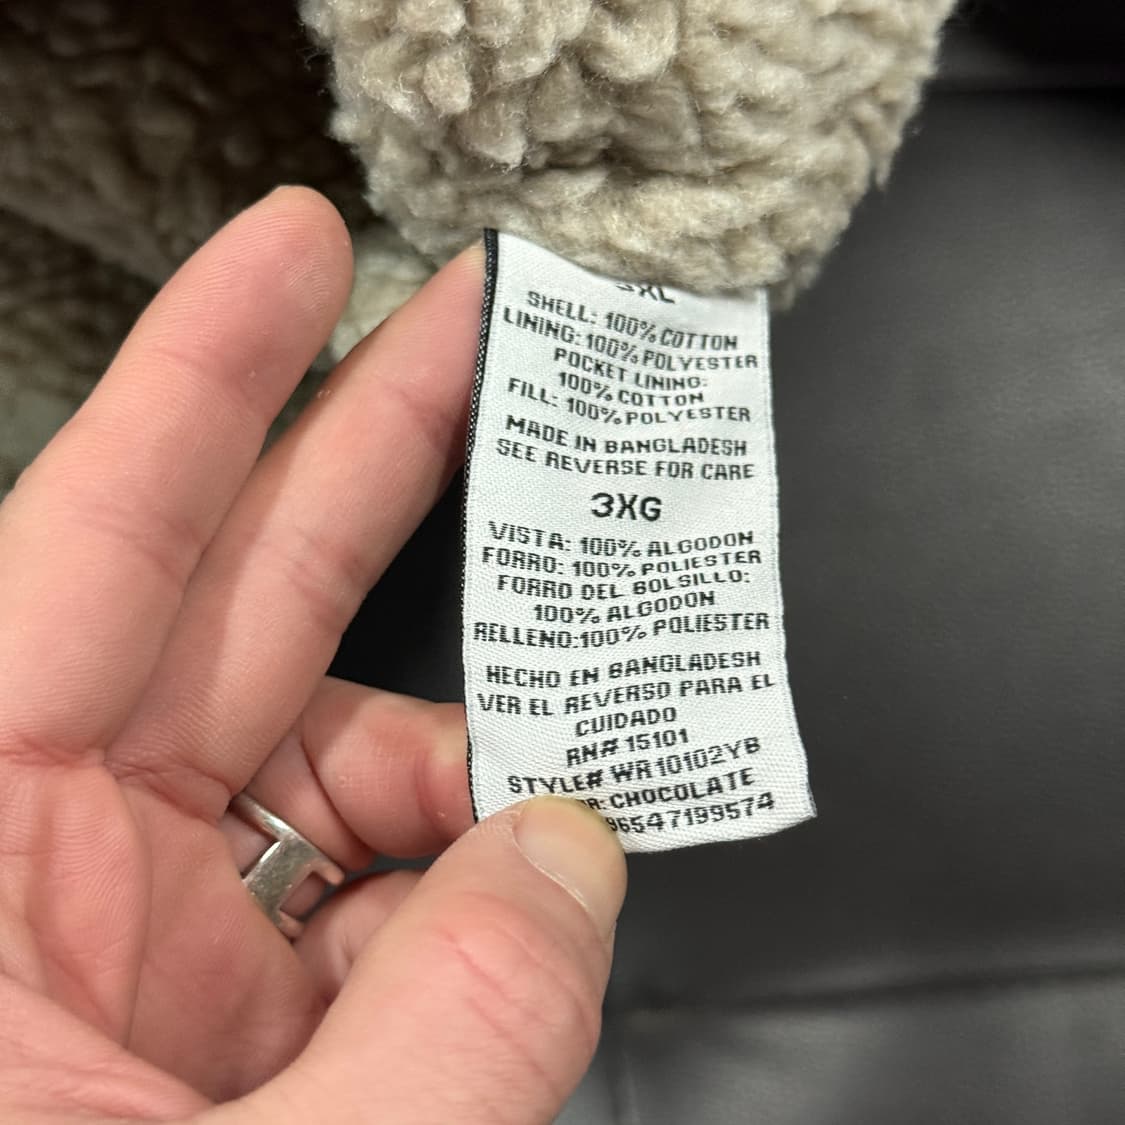 3XL
SHELL: 100% COTTON
LINING: 100% POLYESTER
POCKET LINING:
100% COTTON
FILL: 100% POLYESTER
MADE IN BANGLADESH
SEE REVERSE FOR CARE
3XG
VISTA: 100% ALGODON
FORRO: 100% POLIESTER
FORRO DEL BOLSILLO:
100% ALGODON
RELLENO:100% POLIESTER
HECHO EN BANGLADESH
VER EL REVERSO PARA EL
CUIDADO
RN# 15101
STYLE# WR10102YB
R: CHOCOLATE
96547199574